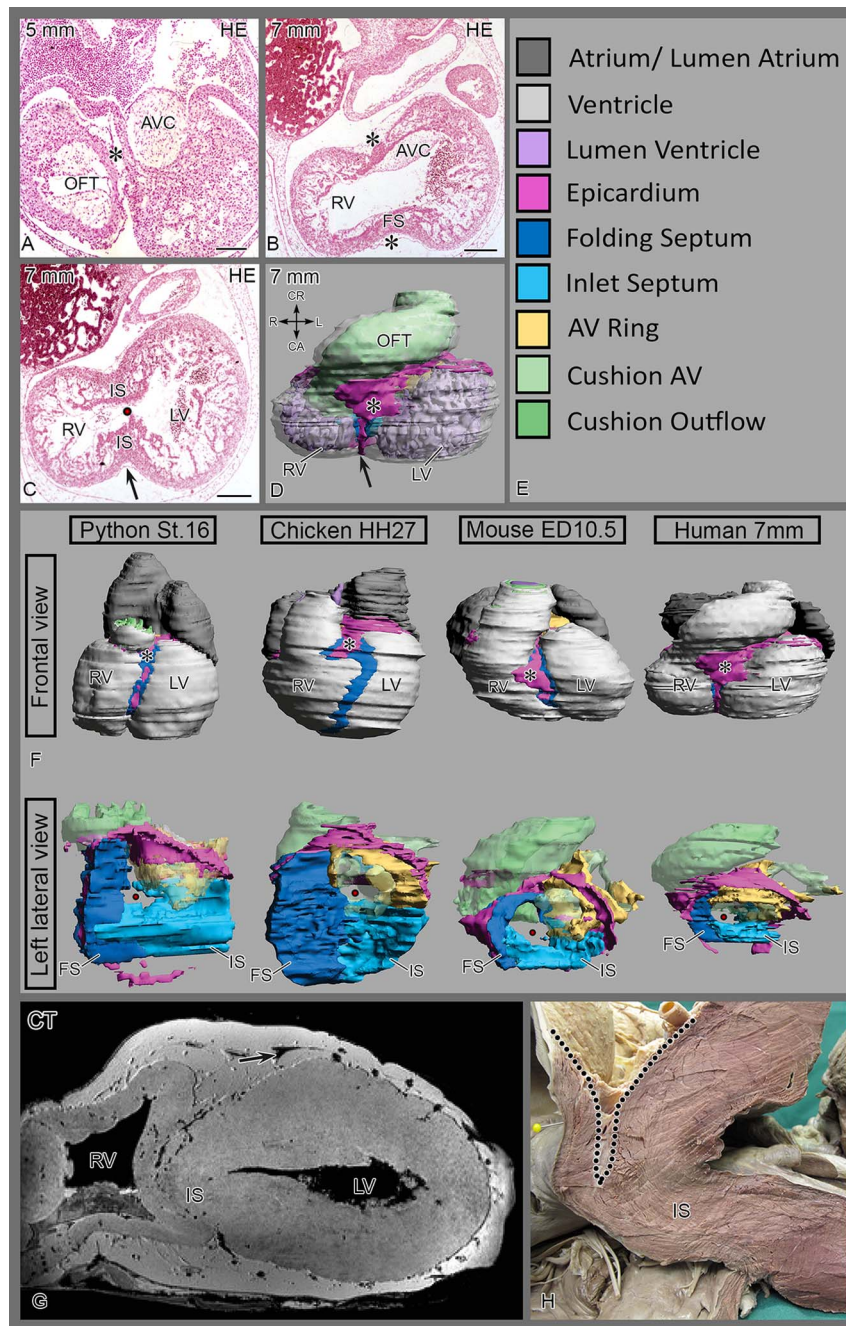 5 mm
HE
AVC
*
OFT
A
7 mm
HE
*
AVC
RV
FS
*
B
7 mm
HE
IS
RV
LV
IS
C
7 mm
CR
R
L
CA
OFT
*
RV
LV
D
Atrium/ Lumen Atrium
Ventricle
Lumen Ventricle
Epicardium
Folding Septum
Inlet Septum
AV Ring
Cushion AV
Cushion Outflow
E
Python St.16
Chicken HH27
Mouse ED10.5
Human 7mm
Frontal view
*
RV
LV
*
RV
LV
*
RV
LV
*
RV
LV
F
Left lateral view
FS
IS
FS
IS
FS
IS
FS
IS
CT
RV
IS
LV
G
IS
H